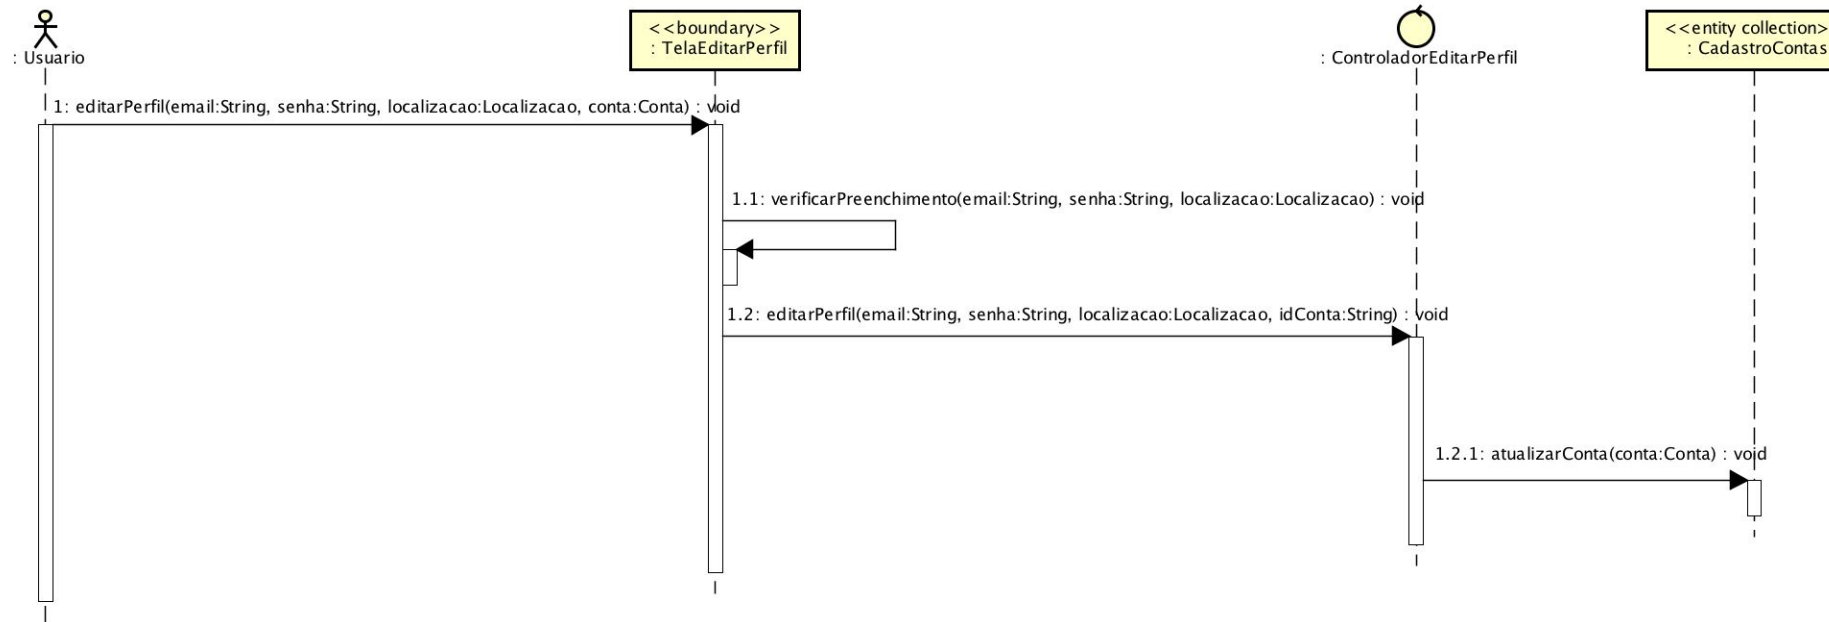 : Usuario
<<boundary>>
: TelaEditarPerfil
: ControladorEditarPerfil
<<entity collection>
: CadastroContas
1: editarPerfil(email:String, senha:String, localizacao:Localizacao, conta:Conta) : void
1.1: verificarPreenchimento(email:String, senha:String, localizacao:Localizacao) : void
1.2: editarPerfil(email:String, senha:String, localizacao:Localizacao, idConta:String) : void
1.2.1: atualizarConta(conta:Conta) : void